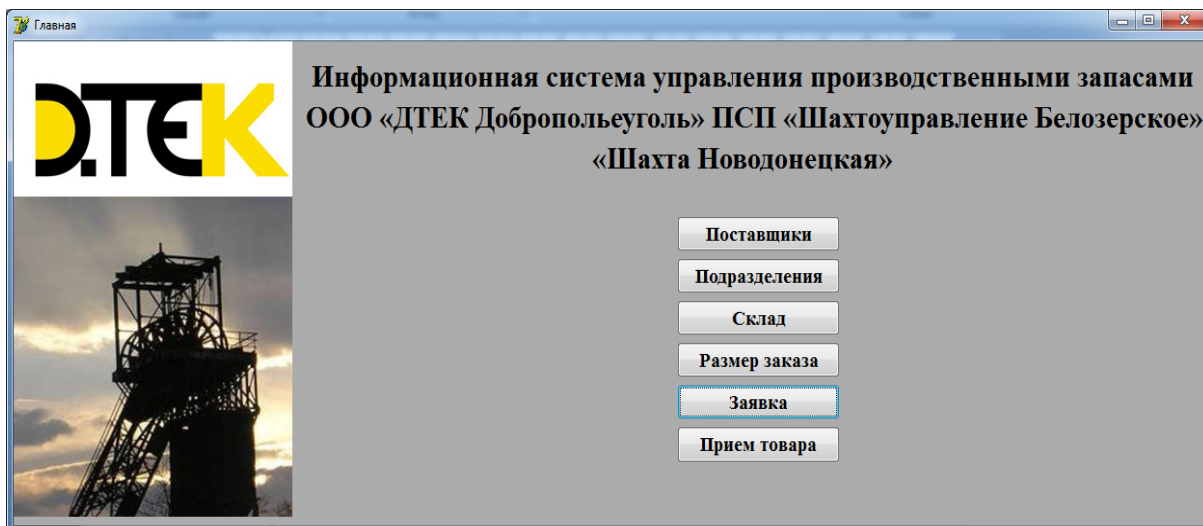 Главная
D.TEK
Информационная система управления производственными запасами
ООО «ДТЕК Добропольеуголь» ПСП «Шахтоуправление Белозерское»
«Шахта Новодонецкая»
Поставщики
Подразделения
Склад
Размер заказа
Заявка
Прием товара